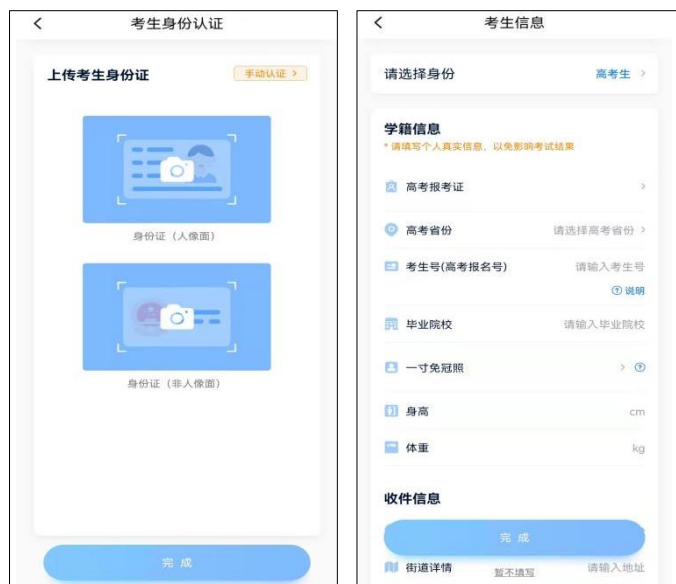 考生身份认证
上传考生身份证
手动认证 >
身份证（人像面）
身份证（非人像面）
完成
考生信息
请选择身份 高考生 >
学籍信息
* 请填写个人真实信息，以免影响考试结果
高考报考证 >
高考省份 请选择高考省份 >
考生号(高考报名号) 请输入考生号
? 说明
毕业院校 请输入毕业院校
一寸免冠照 > ?
身高 cm
体重 kg
收件信息
完成
街道详情 请输入地址
暂不填写